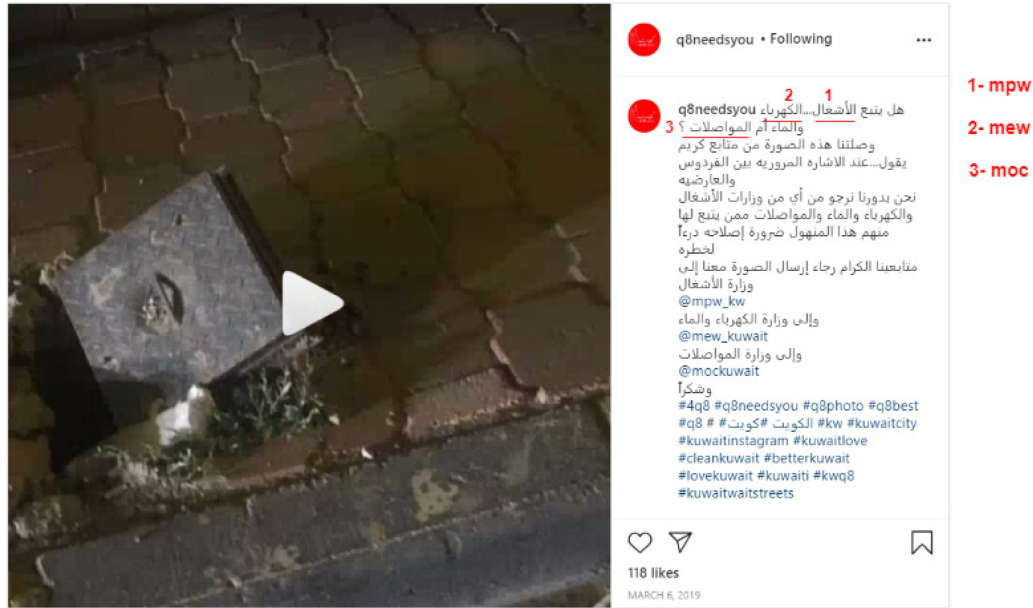 q8needsyou • Following
q8needsyou هل يتبع الأشغال...الكهرباء
والماء أم المواصلات ؟
وصلتنا هذه الصورة من متابع كريم
يقول...عند الاشاره المروريه بين الفردوس
والعارضيه
نحن بدورنا نرجو من أي من وزارات الأشغال
والكهرباء والماء والمواصلات ممن يتبع لها
منهم هذا المنهول ضرورة إصلاحه درءاً
لخطره
متابعينا الكرام رجاء إرسال الصورة معنا إلى
وزارة الأشغال
@mpw_kw
وإلى وزارة الكهرباء والماء
@mew_kuwait
وإلى وزارة المواصلات
@mockuwait
وشكراً
#4q8 #q8needsyou #q8photo #q8best
#q8 # #الكويت #كويت #kw #kuwaitcity
#kuwaitinstagram #kuwaitlove
#cleankuwait #betterkuwait
#lovekuwait #kuwaiti #kwq8
#kuwaitwaitstreets
118 likes
MARCH 6, 2019
1
2
3
1- mpw
2- mew
3- moc